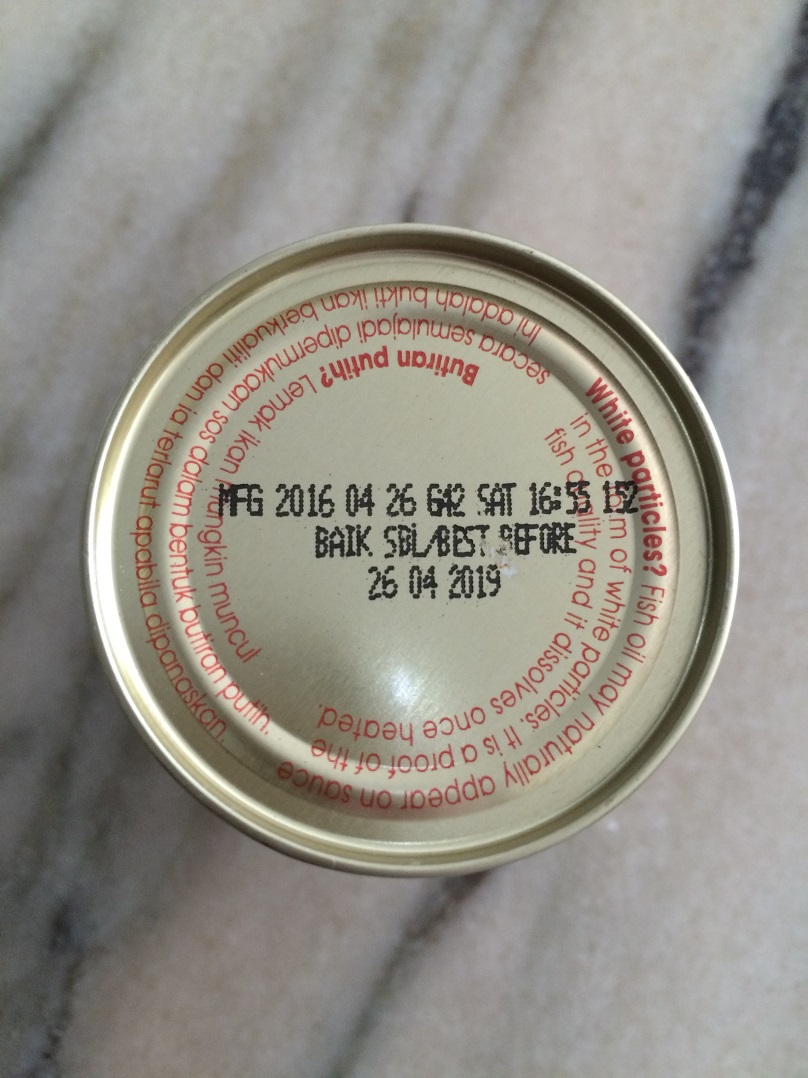 MFG 2016 04 26 G42 SAT 16:55 152
BAIK SBL/BEST BEFORE
26 04 2019
White particles? Fish oil may naturally appear on sauce
in the form of white particles. It is a proof of the
fish quality and it dissolves once heated.
Butiran putih? Lemak ikan mungkin muncul
secara semulajadi dipermukaan sos dalam bentuk butiran putih.
Ini adalah bukti ikan berkualiti dan ia terlarut apabila dipanaskan.